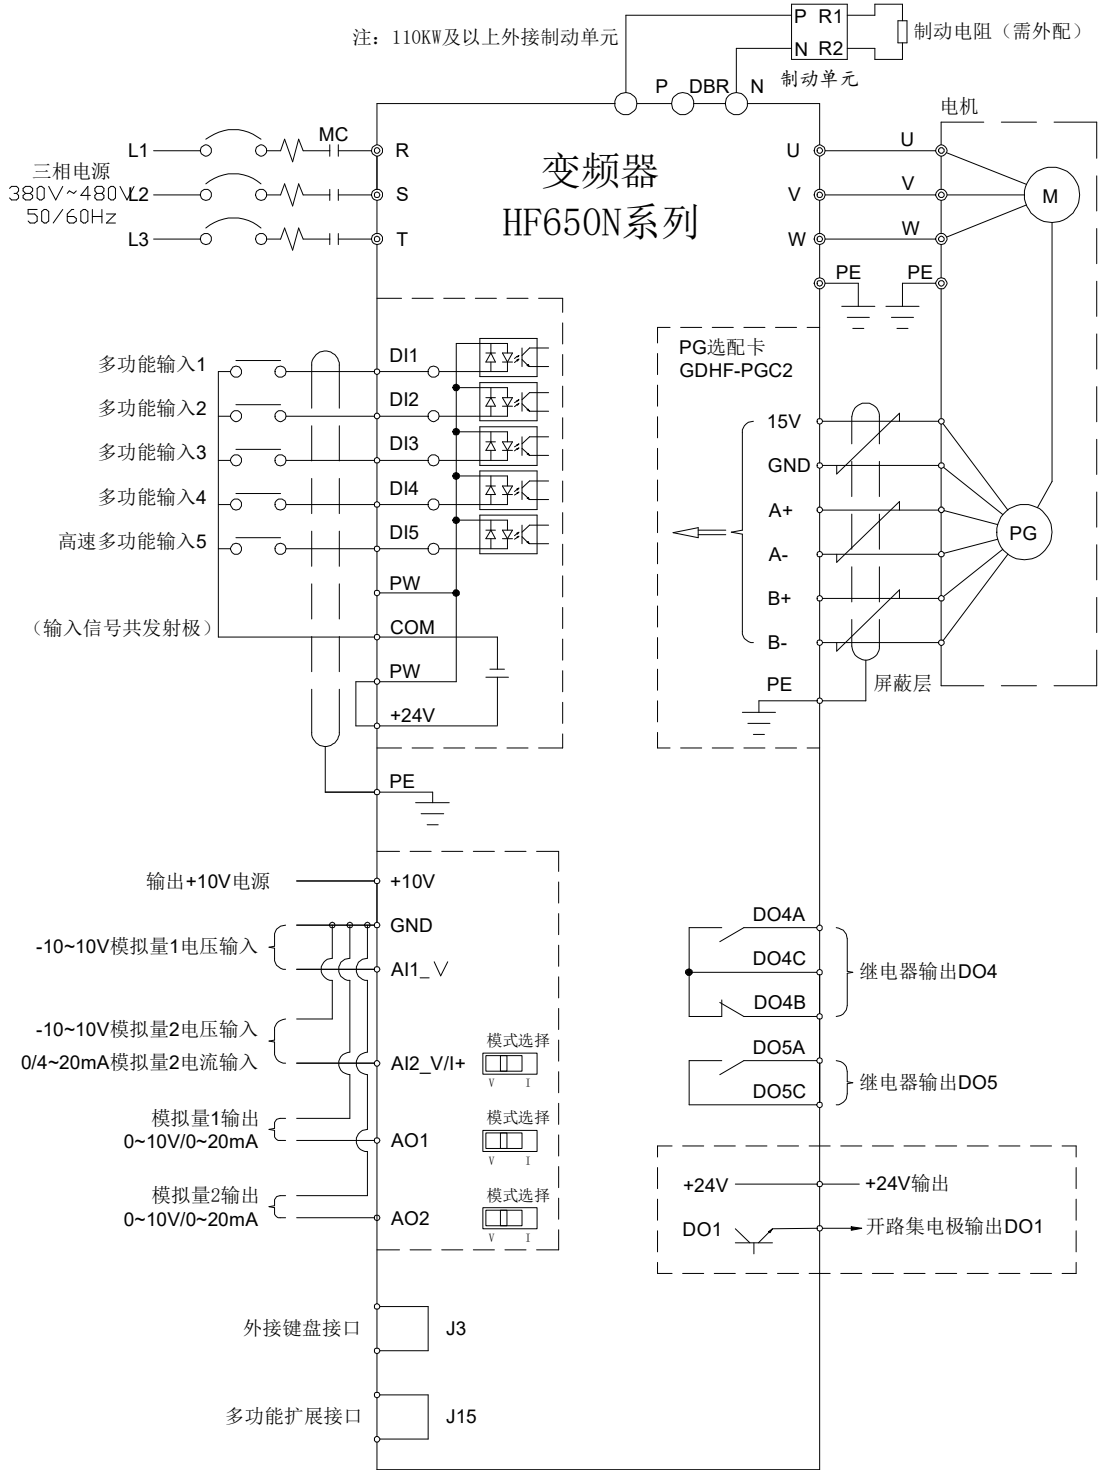 注：110KW及以上外接制动单元
P R1
N R2
制动电阻（需外配）
制动单元
P DBR N
电机
L1
MC
R
三相电源
380V~480V
50/60Hz
L2
S
L3
T
变频器
HF650N系列
U
U
V
V
W
W
M
PE
PE
PG选配卡
GDHF-PGC2
多功能输入1
DI1
多功能输入2
DI2
多功能输入3
DI3
多功能输入4
DI4
高速多功能输入5
DI5
PW
（输入信号共发射极）
COM
PW
+24V
PE
15V
GND
A+
A-
B+
B-
PG
PE
屏蔽层
输出+10V电源
+10V
GND
-10~10V模拟量1电压输入
AI1_V
-10~10V模拟量2电压输入
0/4~20mA模拟量2电流输入
AI2_V/I+
模式选择
V I
模拟量1输出
0~10V/0~20mA
AO1
模式选择
V I
模拟量2输出
0~10V/0~20mA
AO2
模式选择
V I
DO4A
DO4C
DO4B
继电器输出DO4
DO5A
DO5C
继电器输出DO5
+24V
+24V输出
DO1
开路集电极输出DO1
外接键盘接口
J3
多功能扩展接口
J15